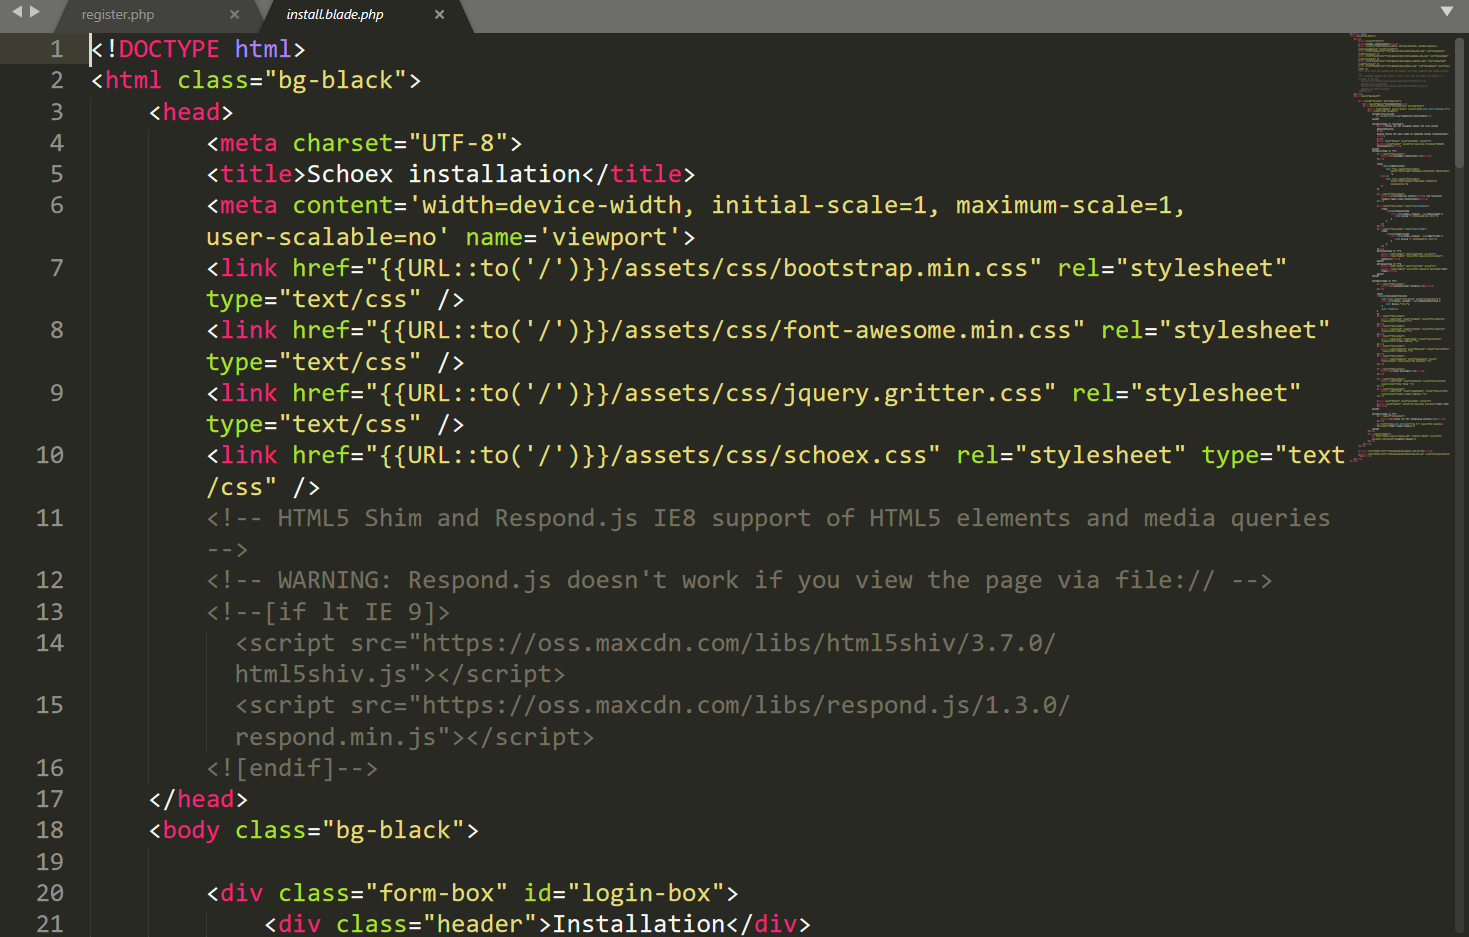 register.php × install.blade.php ×
1 <!DOCTYPE html>
2 <html class="bg-black">
3 <head>
4 <meta charset="UTF-8">
5 <title>Schoex installation</title>
6 <meta content='width=device-width, initial-scale=1, maximum-scale=1,
user-scalable=no' name='viewport'>
7 <link href="{{URL::to('/')}}/assets/css/bootstrap.min.css" rel="stylesheet"
type="text/css" />
8 <link href="{{URL::to('/')}}/assets/css/font-awesome.min.css" rel="stylesheet"
type="text/css" />
9 <link href="{{URL::to('/')}}/assets/css/jquery.gritter.css" rel="stylesheet"
type="text/css" />
10 <link href="{{URL::to('/')}}/assets/css/schoex.css" rel="stylesheet" type="text
/css" />
11 <!-- HTML5 Shim and Respond.js IE8 support of HTML5 elements and media queries
-->
12 <!-- WARNING: Respond.js doesn't work if you view the page via file:// -->
13 <!--[if lt IE 9]>
14 <script src="https://oss.maxcdn.com/libs/html5shiv/3.7.0/
html5shiv.js"></script>
15 <script src="https://oss.maxcdn.com/libs/respond.js/1.3.0/
respond.min.js"></script>
16 <![endif]-->
17 </head>
18 <body class="bg-black">
19
20 <div class="form-box" id="login-box">
21 <div class="header">Installation</div>